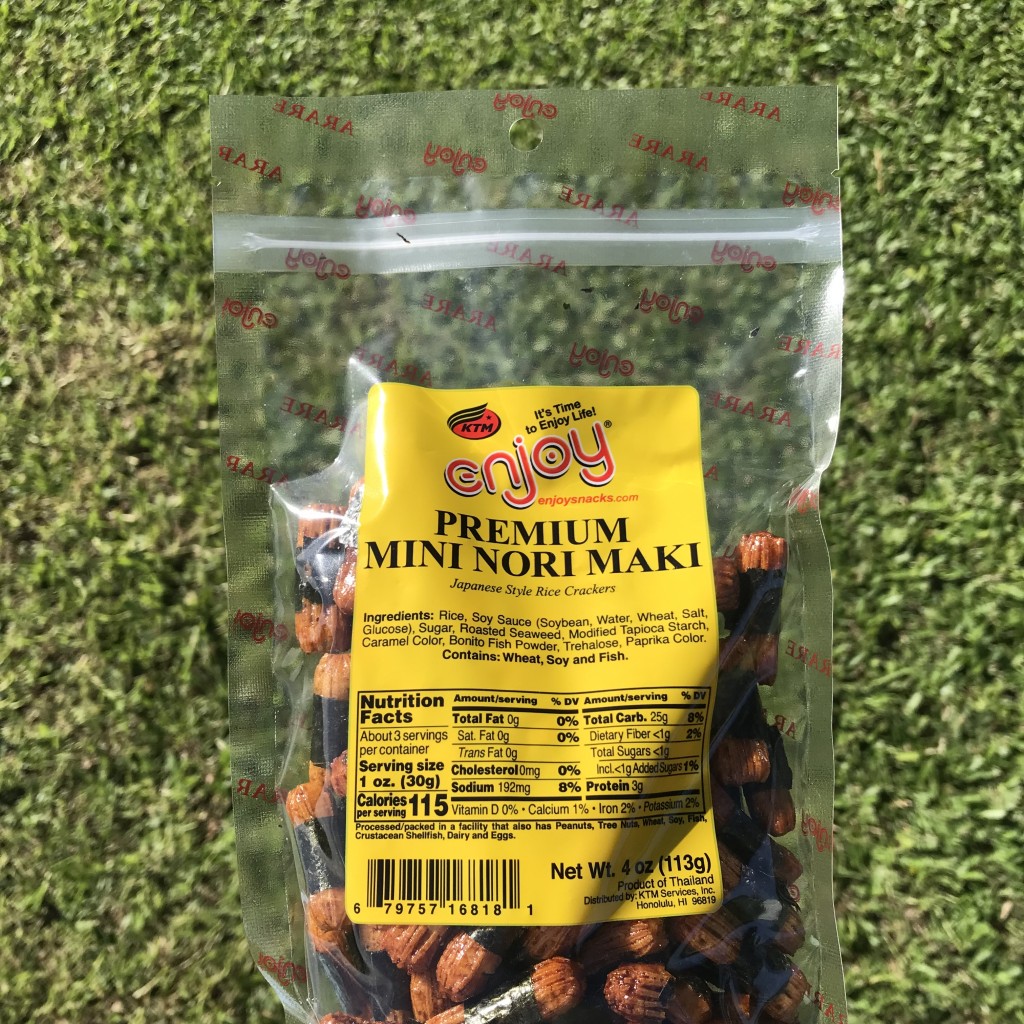 KTM
It's Time
to Enjoy Life!
enjoy®
enjoysnacks.com
PREMIUM
MINI NORI MAKI
Japanese Style Rice Crackers
Ingredients: Rice, Soy Sauce (Soybean, Water, Wheat, Salt,
Glucose), Sugar, Roasted Seaweed, Modified Tapioca Starch,
Caramel Color, Bonito Fish Powder, Trehalose, Paprika Color.
Contains: Wheat, Soy and Fish.
Nutrition
Facts
About 3 servings
per container
Serving size
1 oz. (30g)
Calories
per serving 115
Amount/serving % DV
Total Fat 0g 0%
Sat. Fat 0g 0%
Trans Fat 0g
Cholesterol 0mg 0%
Sodium 192mg 8%
Amount/serving % DV
Total Carb. 25g 8%
Dietary Fiber <1g 2%
Total Sugars <1g
Incl.<1g Added Sugars 1%
Protein 3g
Vitamin D 0% • Calcium 1% • Iron 2% • Potassium 2%
Processed/packed in a facility that also has Peanuts, Tree Nuts, Wheat, Soy, Fish,
Crustacean Shellfish, Dairy and Eggs.
6 79757 16818 1
Net Wt. 4 oz (113g)
Product of Thailand
Distributed by: KTM Services, Inc.
Honolulu, HI 96819